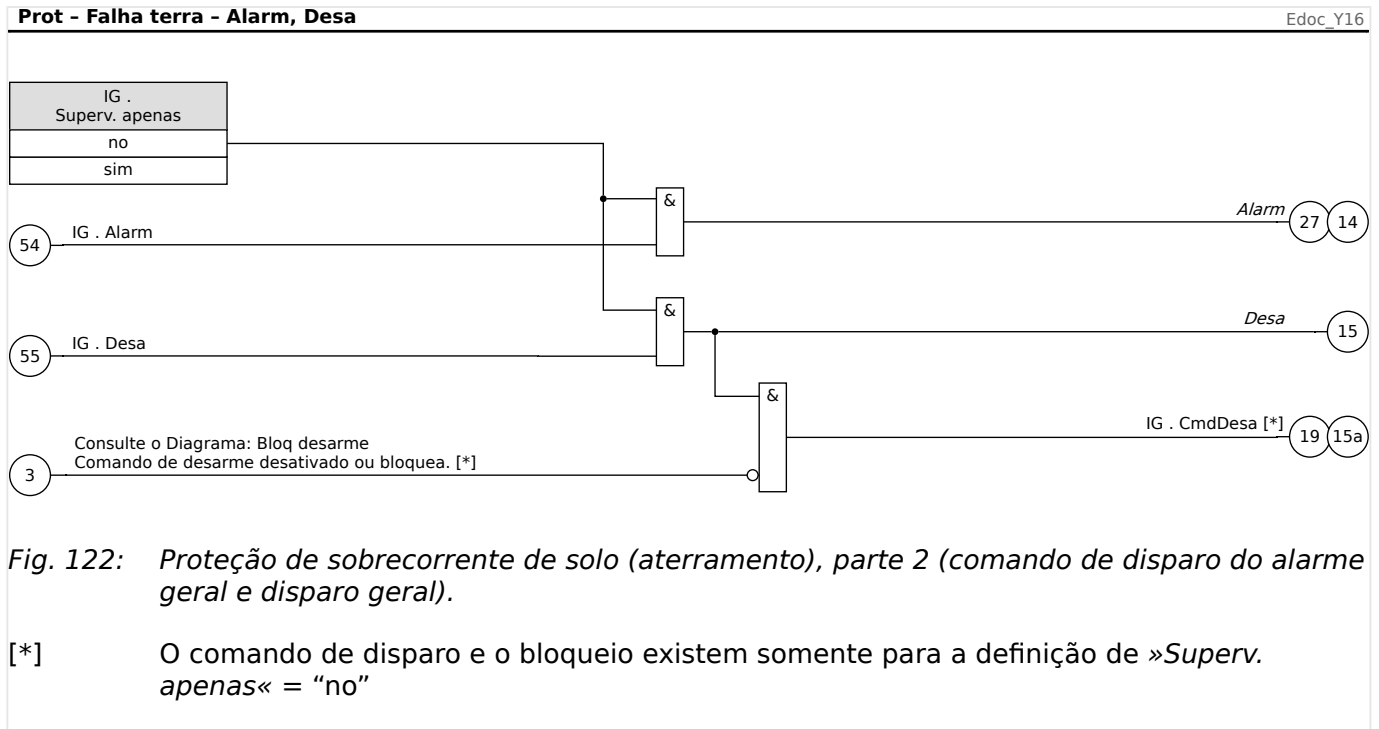 Prot – Falha terra – Alarm, Desa
Edoc_Y16
IG .
Superv. apenas
no
sim
&
Alarm
27
14
54
IG . Alarm
&
Desa
15
55
IG . Desa
&
IG . CmdDesa [*]
19
15a
3
Consulte o Diagrama: Bloq desarme
Comando de desarme desativado ou bloquea. [*]
Fig. 122: Proteção de sobrecorrente de solo (aterramento), parte 2 (comando de disparo do alarme
geral e disparo geral).
[*] O comando de disparo e o bloqueio existem somente para a definição de »Superv.
apenas« = “no”